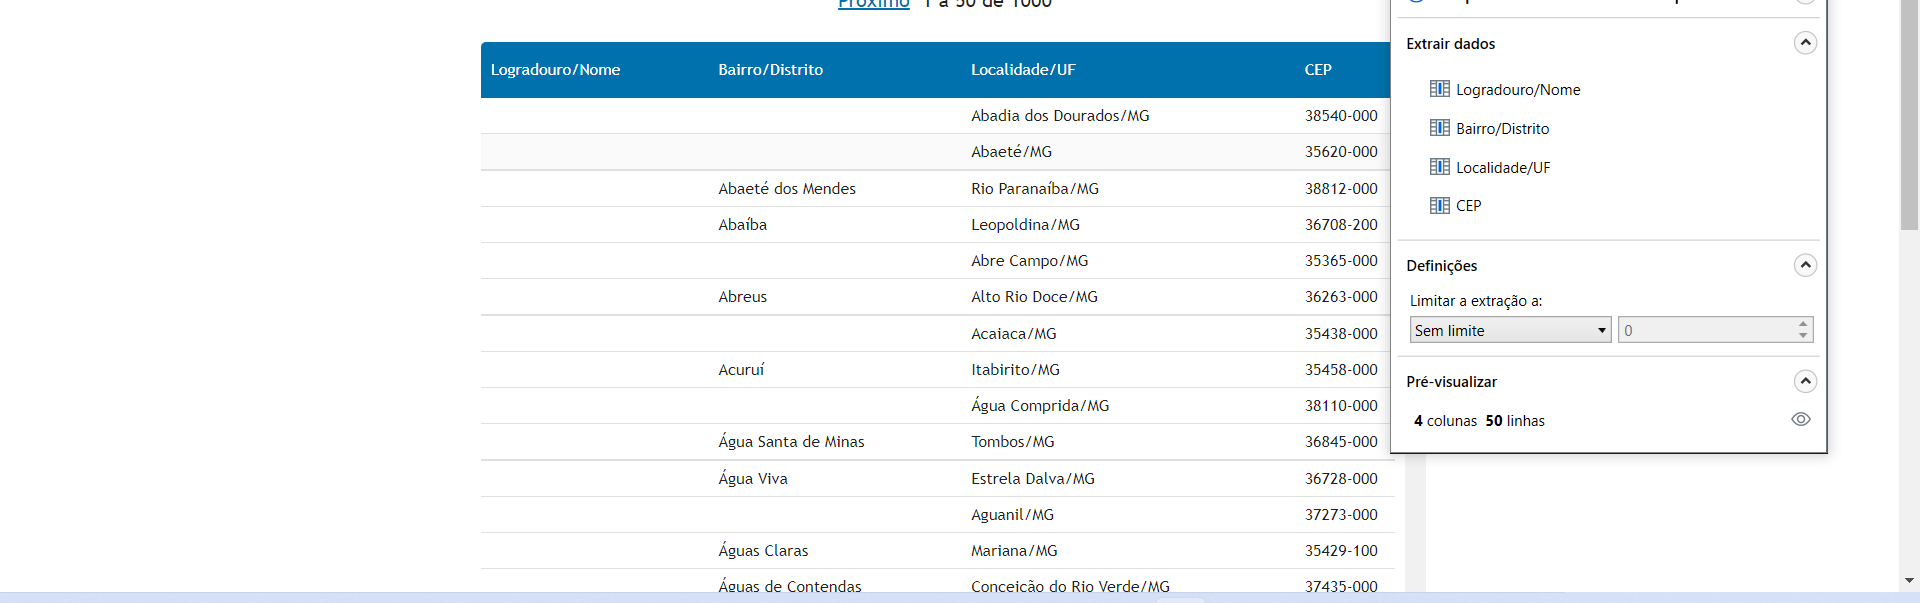 Próximo 1 a 50 de 1000
Logradouro/Nome Bairro/Distrito Localidade/UF CEP
Abadia dos Dourados/MG 38540-000
Abaeté/MG 35620-000
Abaeté dos Mendes Rio Paranaíba/MG 38812-000
Abaíba Leopoldina/MG 36708-200
Abre Campo/MG 35365-000
Abreus Alto Rio Doce/MG 36263-000
Acaiaca/MG 35438-000
Acuruí Itabirito/MG 35458-000
Água Comprida/MG 38110-000
Água Santa de Minas Tombos/MG 36845-000
Água Viva Estrela Dalva/MG 36728-000
Aguanil/MG 37273-000
Águas Claras Mariana/MG 35429-100
Águas de Contendas Conceição do Rio Verde/MG 37435-000
Extrair dados
Logradouro/Nome
Bairro/Distrito
Localidade/UF
CEP
Definições
Limitar a extração a:
Sem limite 0
Pré-visualizar
4 colunas 50 linhas